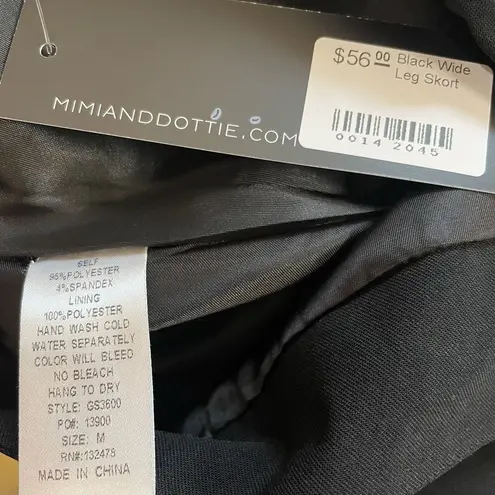 $56 00 Black Wide
Leg Skort
0014 2045
MIMIANDDOTTIE.COM
SELF
%POLYESTER
4%SPANDEX
LINING
100%POLYESTER
HAND WASH COLD
WATER SEPARATELY
COLOR WILL BLEED
NO BLEACH
HANG TO DRY
STYLE: GS3600
PO#: 13900
SIZE: M
RN#:132478
MADE IN CHINA